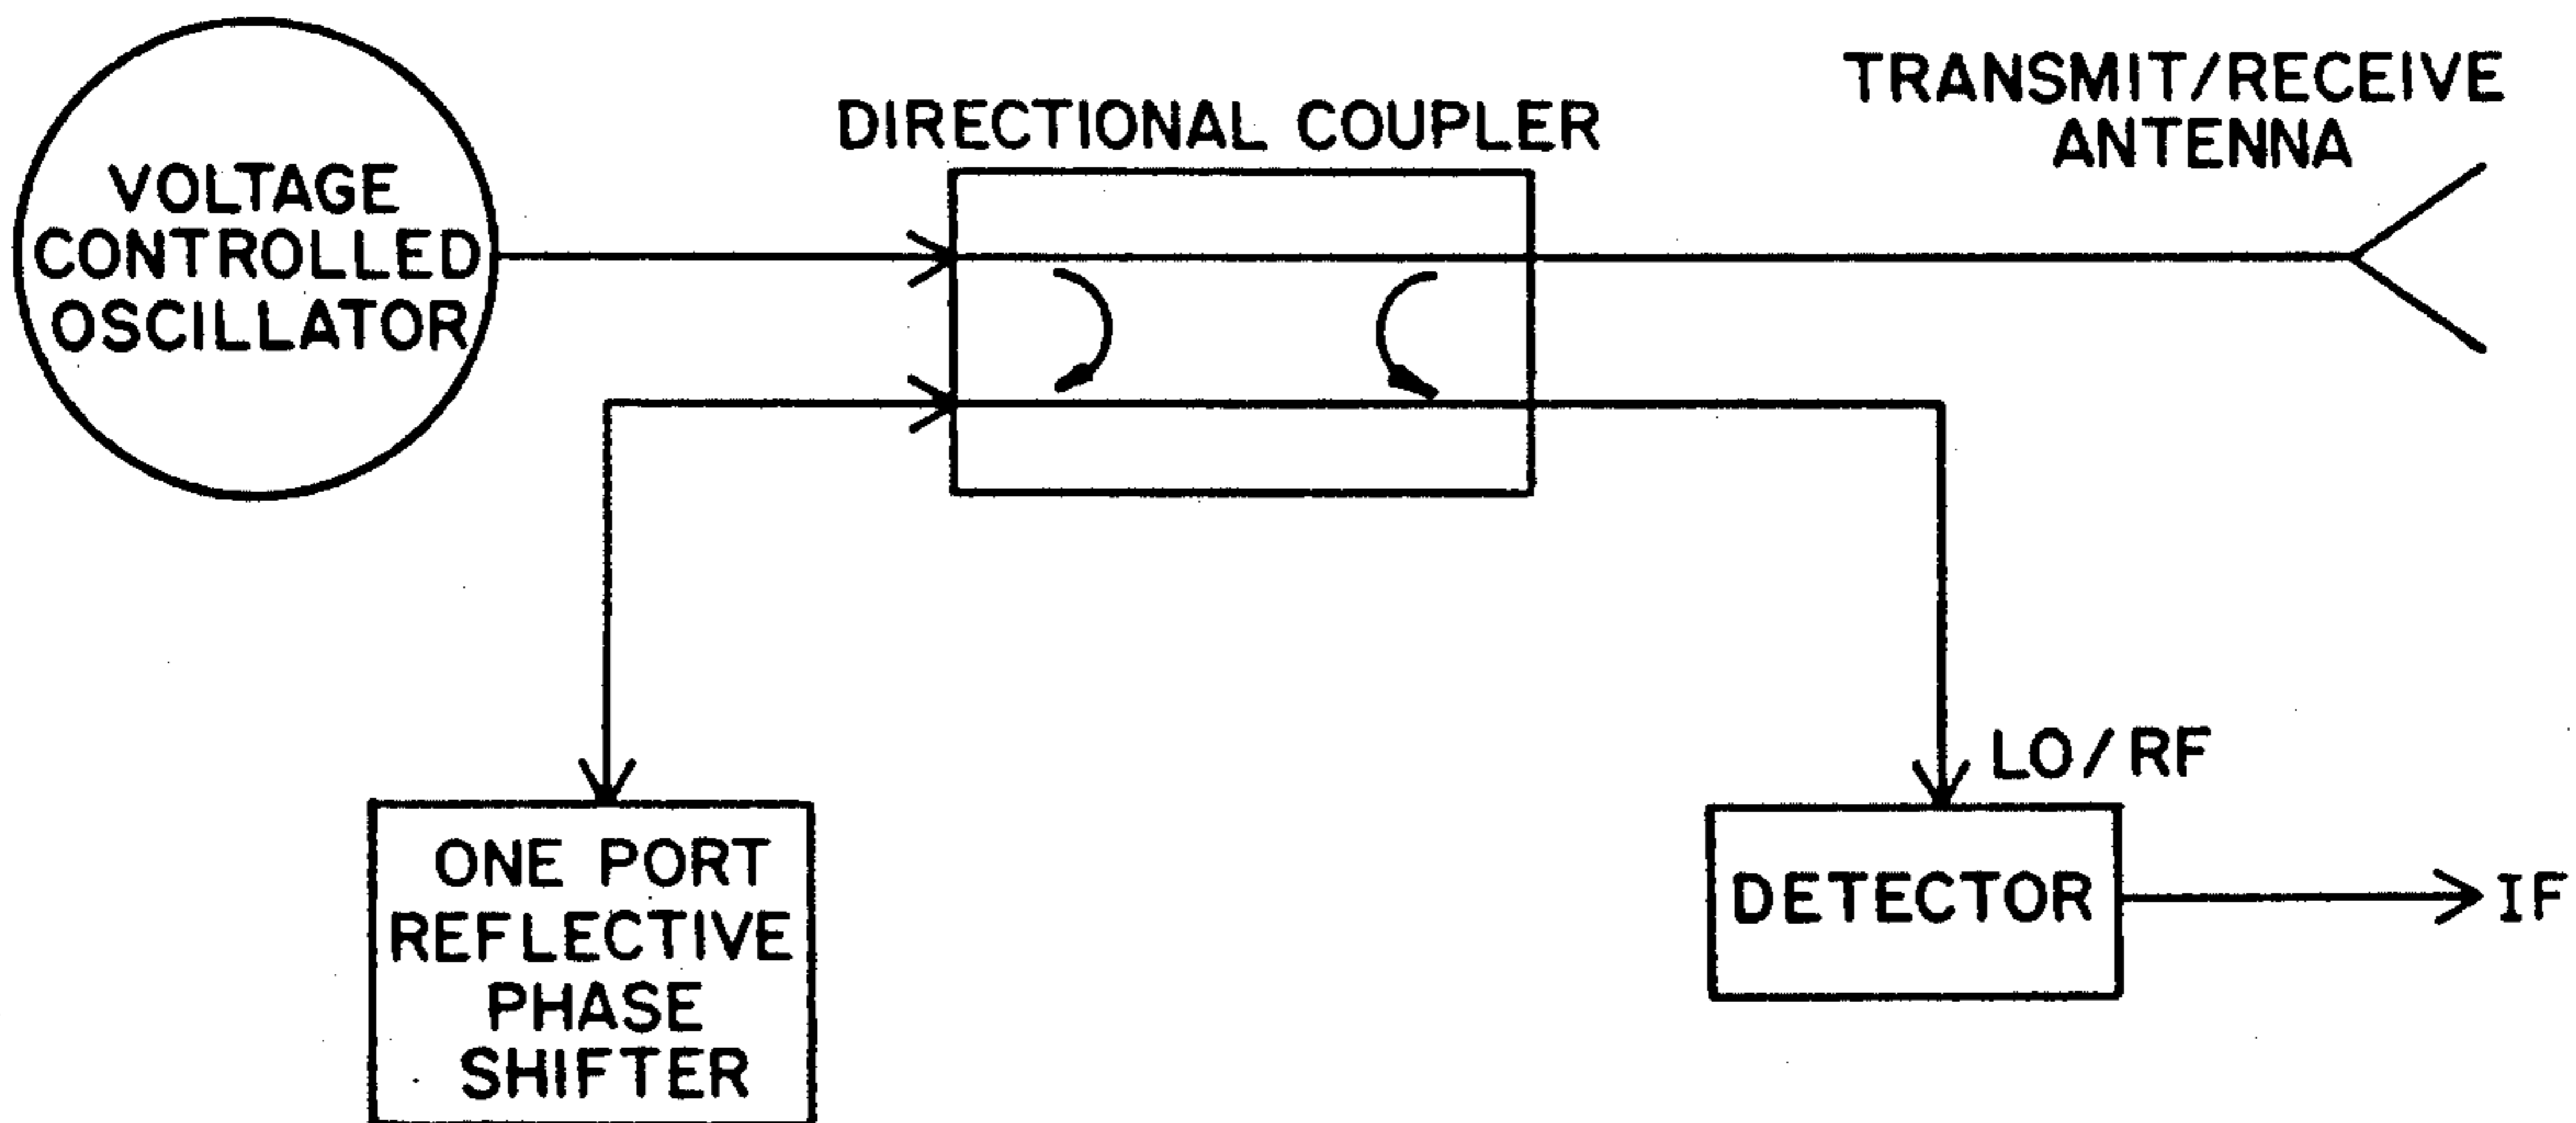 VOLTAGE
CONTROLLED
OSCILLATOR
DIRECTIONAL COUPLER
TRANSMIT/RECEIVE
ANTENNA
ONE PORT
REFLECTIVE
PHASE
SHIFTER
LO/RF
DETECTOR
IF